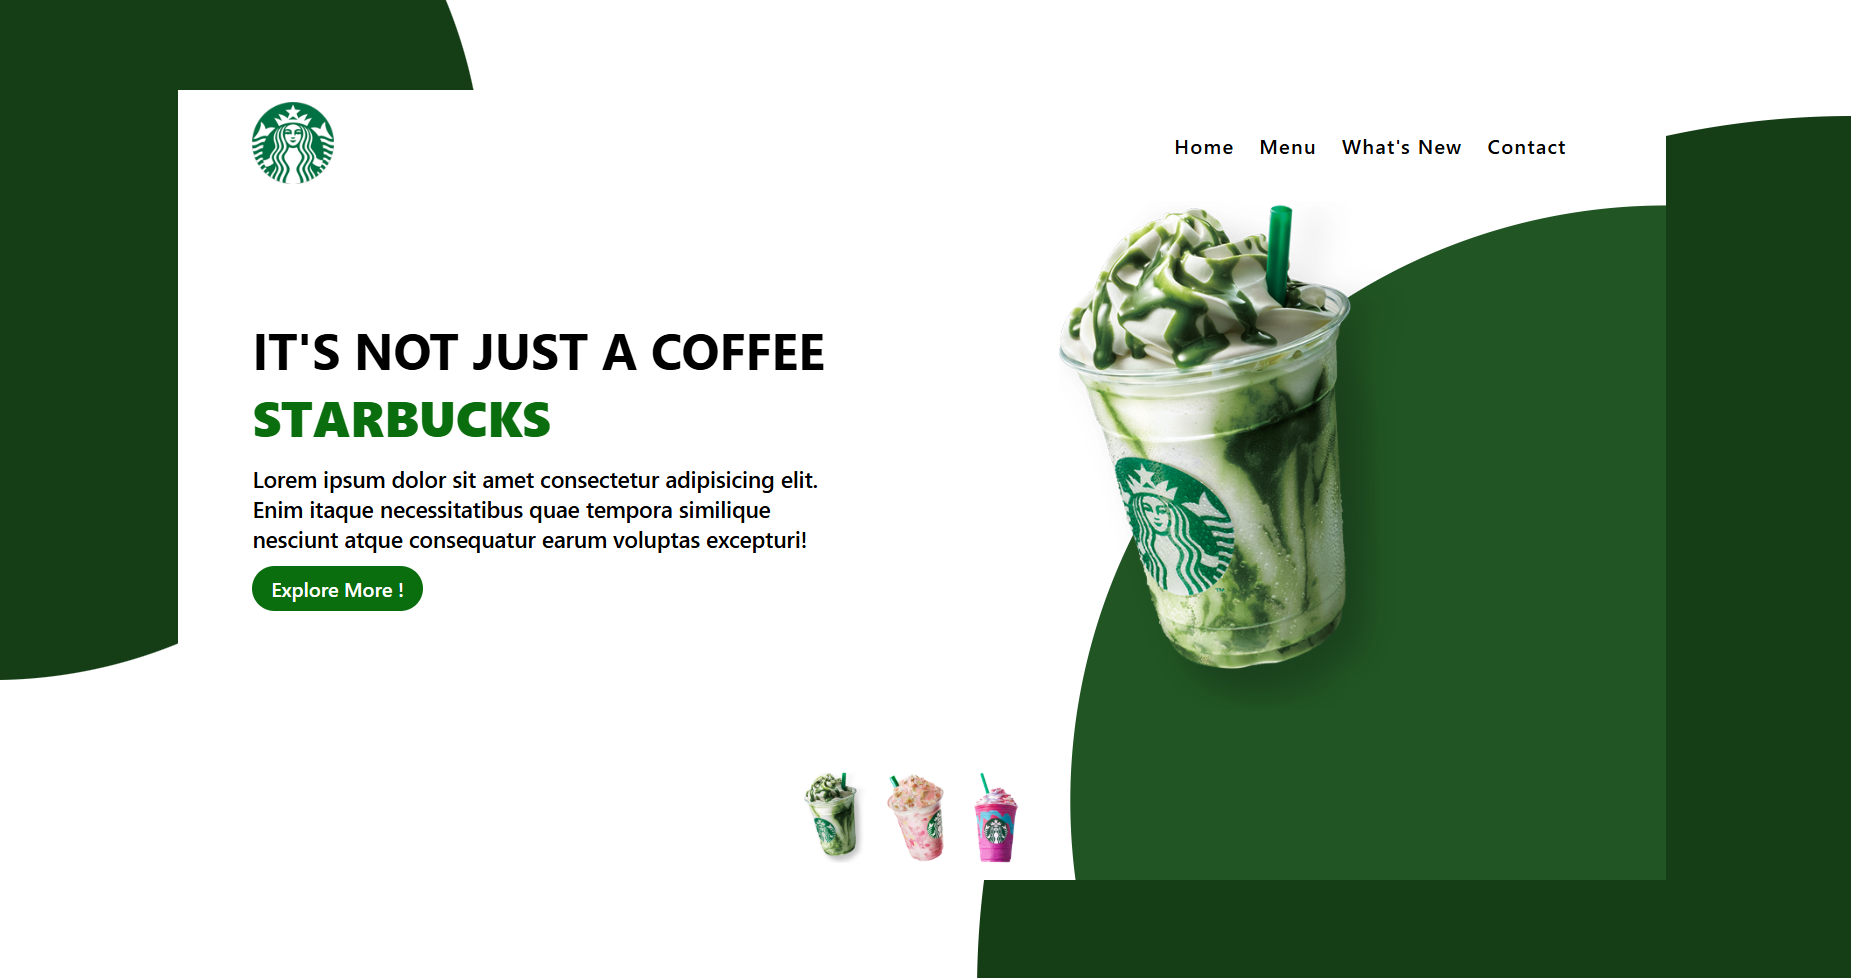 Home Menu What's New Contact
IT'S NOT JUST A COFFEE
STARBUCKS
Lorem ipsum dolor sit amet consectetur adipisicing elit.
Enim itaque necessitatibus quae tempora similique
nesciunt atque consequatur earum voluptas excepturi!
Explore More !